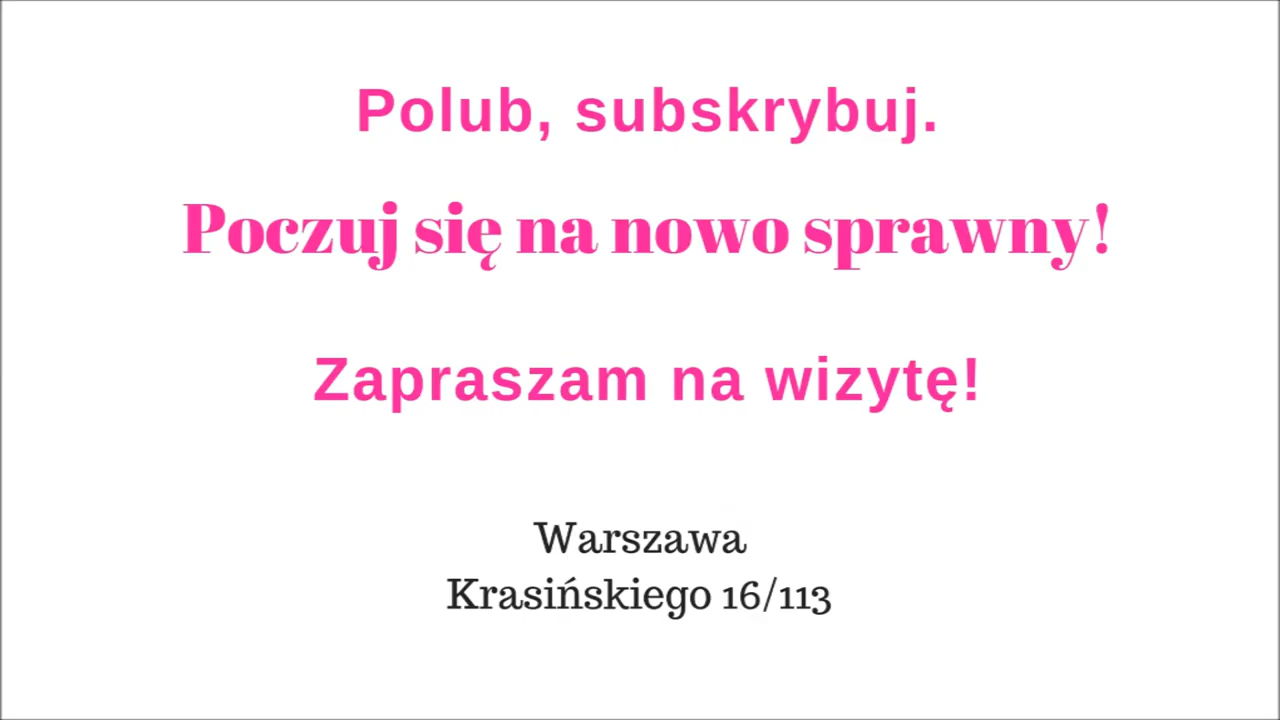 Polub, subskrybuj.
Poczuj się na nowo sprawny!
Zapraszam na wizytę!
Warszawa
Krasińskiego 16/113